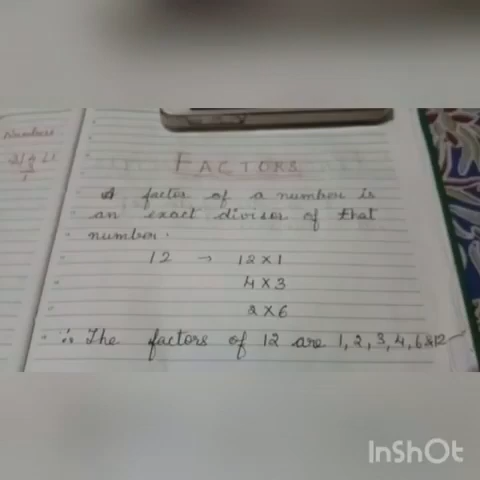 Numbers
FACTORS
A factor of a number is
an exact divisor of that
number.
12 → 12 × 1
4 × 3
2 × 6
∴ The factors of 12 are 1, 2, 3, 4, 6 & 12
InShOt